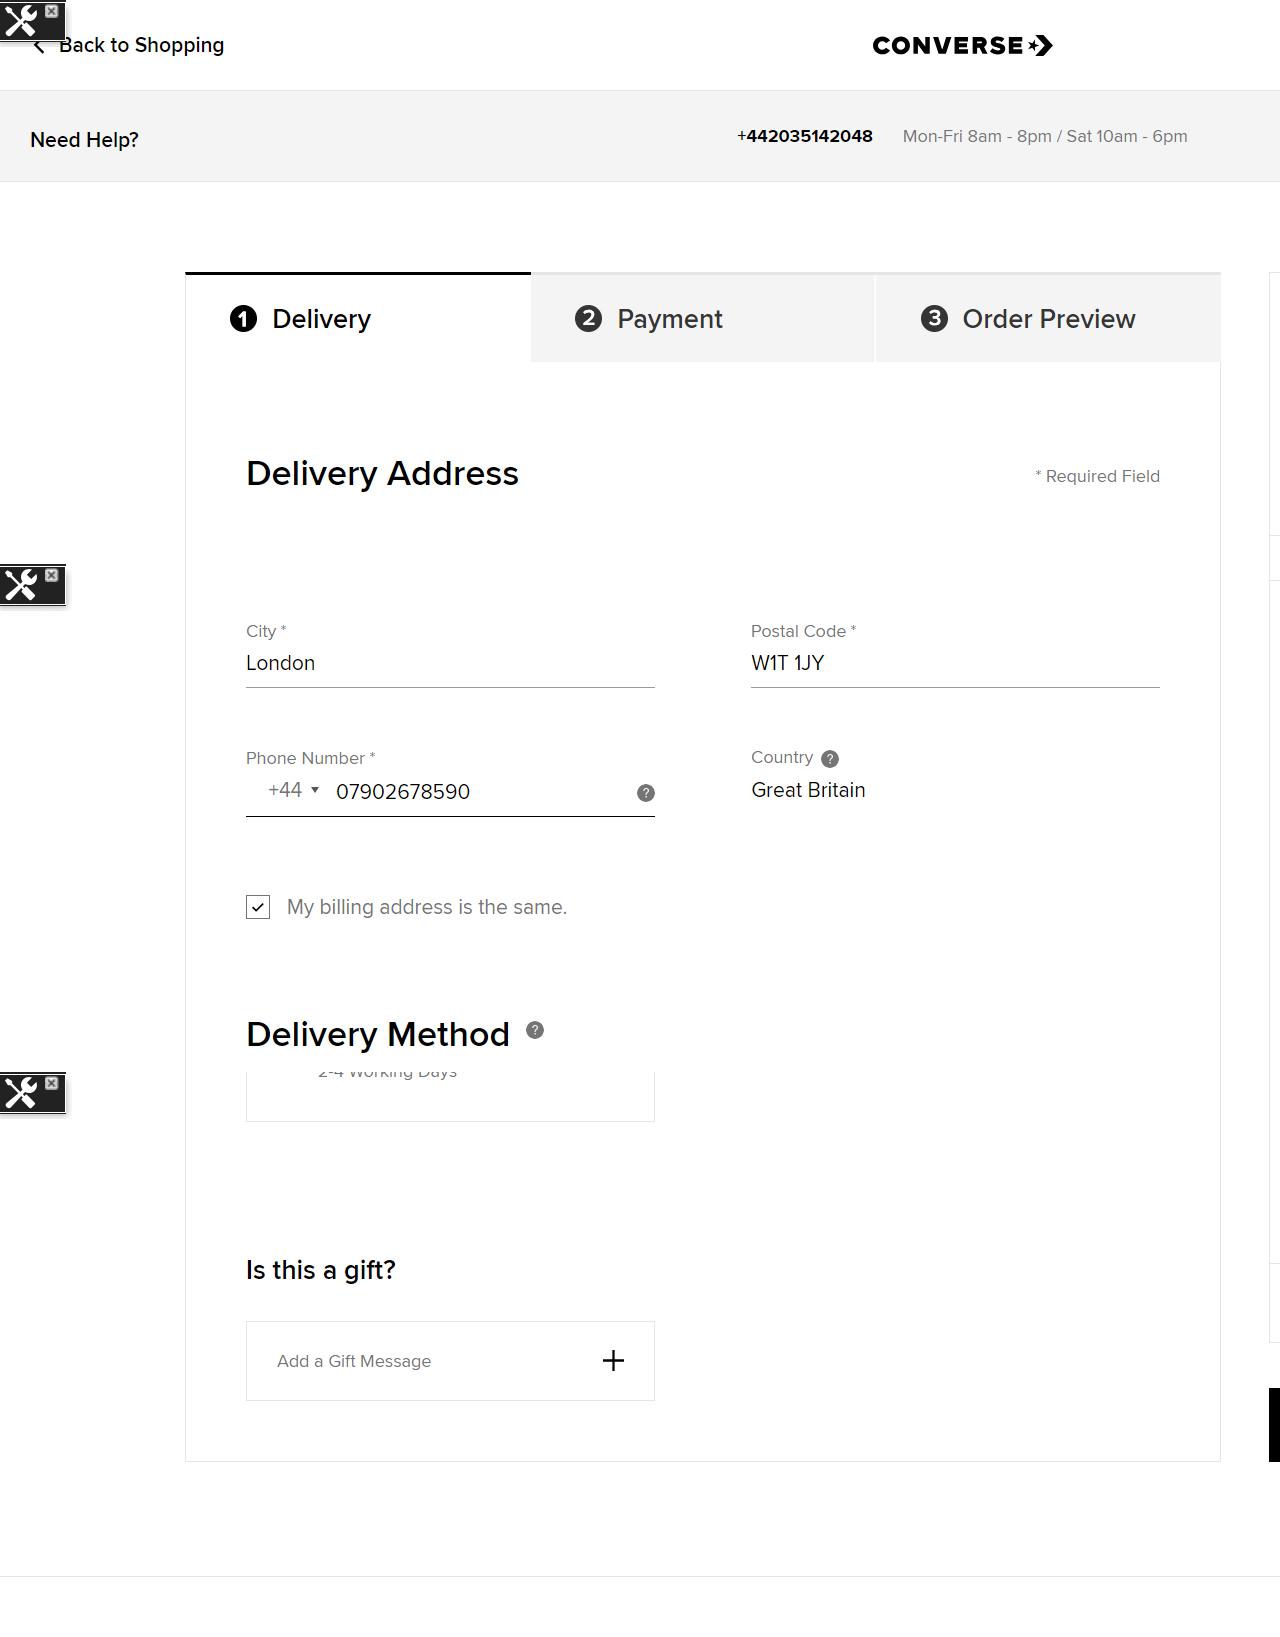 Back to Shopping
CONVERSE
Need Help?
+442035142048 Mon-Fri 8am - 8pm / Sat 10am - 6pm
1 Delivery
2 Payment
3 Order Preview
Delivery Address
* Required Field
City *
London
Postal Code *
W1T 1JY
Phone Number *
+44 07902678590
Country
Great Britain
My billing address is the same.
Delivery Method
2-4 Working Days
Is this a gift?
Add a Gift Message